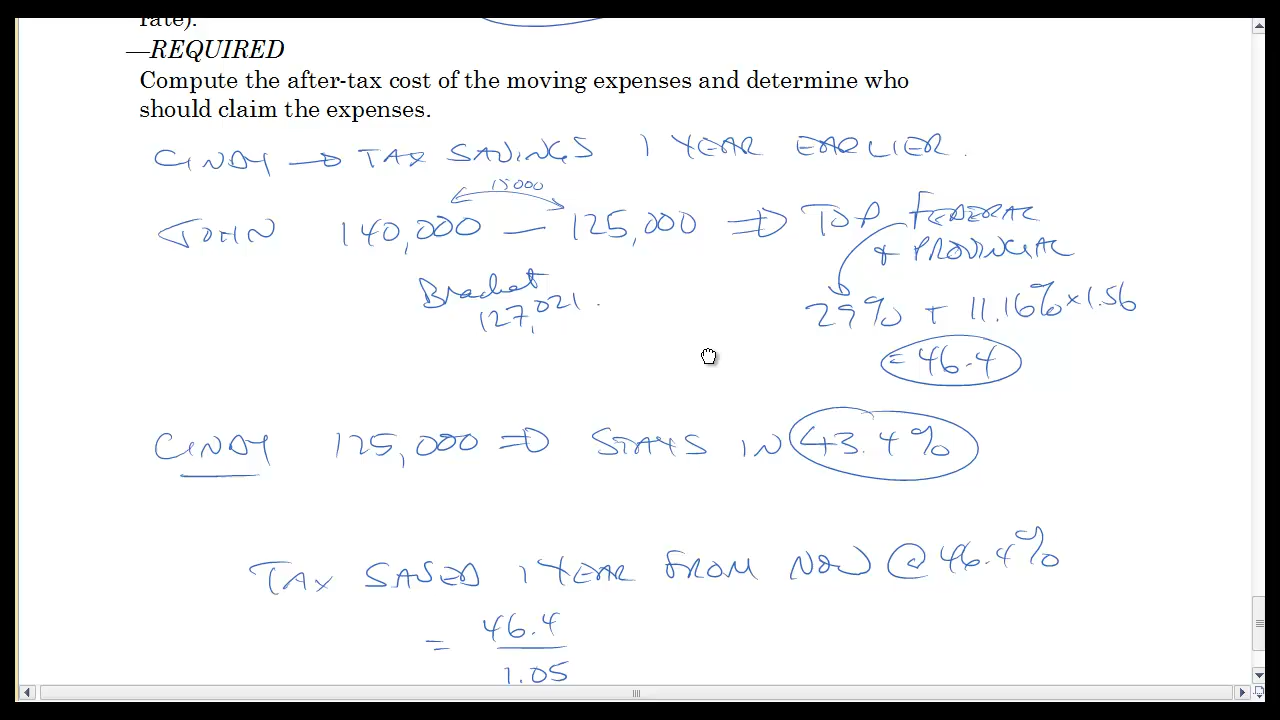 rate).
—REQUIRED
Compute the after-tax cost of the moving expenses and determine who
should claim the expenses.
CINDY → TAX SAVINGS 1 YEAR EARLIER.
15000
JOHN 140,000 — 125,000 ⇒ TOP FEDERAL
& PROVINCIAL
Bracket
127,021.
29% + 11.16% × 1.56
= 46.4
CINDY 125,000 ⇒ STAYS IN 43.4%
TAX SAVED 1 YEAR FROM NOW @ 46.4%
= 46.4
1.05